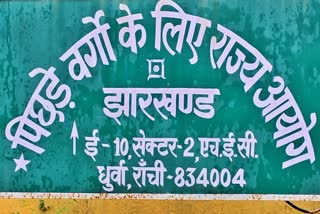 पिछड़े वर्गो के लिए राज्य आयोग
झारखण्ड
ई-10, सेक्टर-2, एच.ई.सी.
धुर्वा, राँची-834004